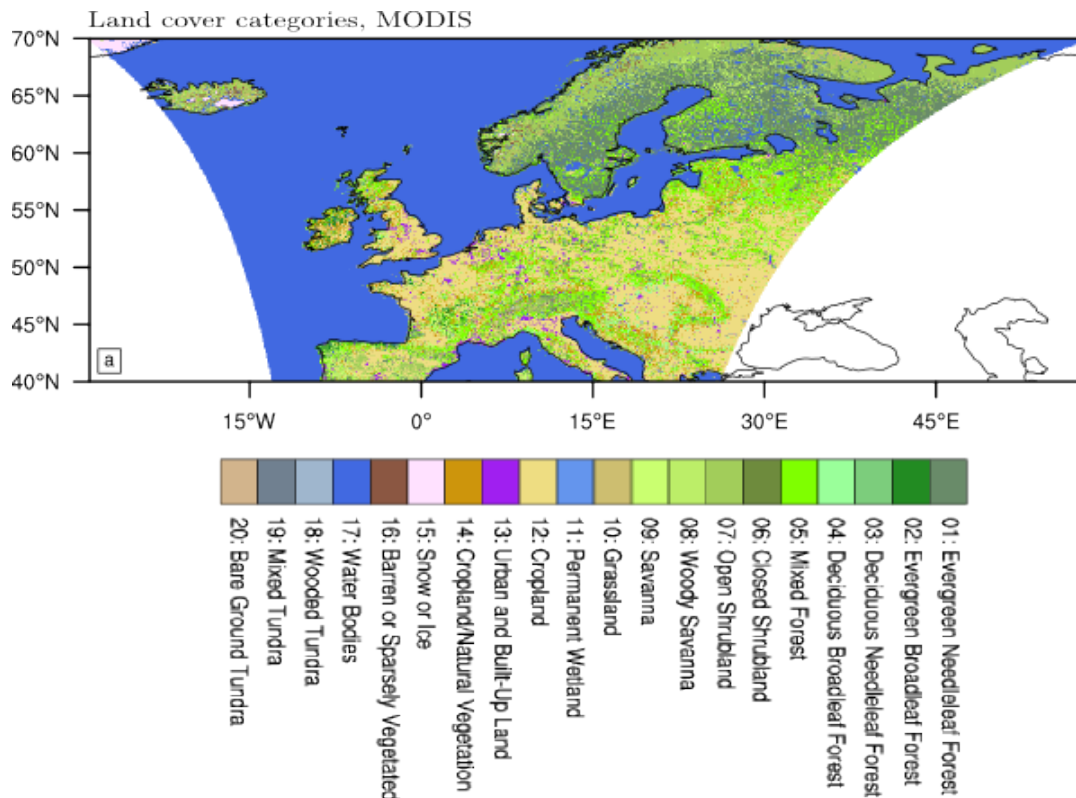 Land cover categories, MODIS
70°N
65°N
60°N
55°N
50°N
45°N
40°N
a
15°W
0°
15°E
30°E
45°E
20: Bare Ground Tundra
19: Mixed Tundra
18: Wooded Tundra
17: Water Bodies
16: Barren or Sparsely Vegetated
15: Snow or Ice
14: Cropland/Natural Vegetation
13: Urban and Built-Up Land
12: Cropland
11: Permanent Wetland
10: Grassland
09: Savanna
08: Woody Savanna
07: Open Shrubland
06: Closed Shrubland
05: Mixed Forest
04: Deciduous Broadleaf Forest
03: Deciduous Needleleaf Forest
02: Evergreen Broadleaf Forest
01: Evergreen Needleleaf Forest